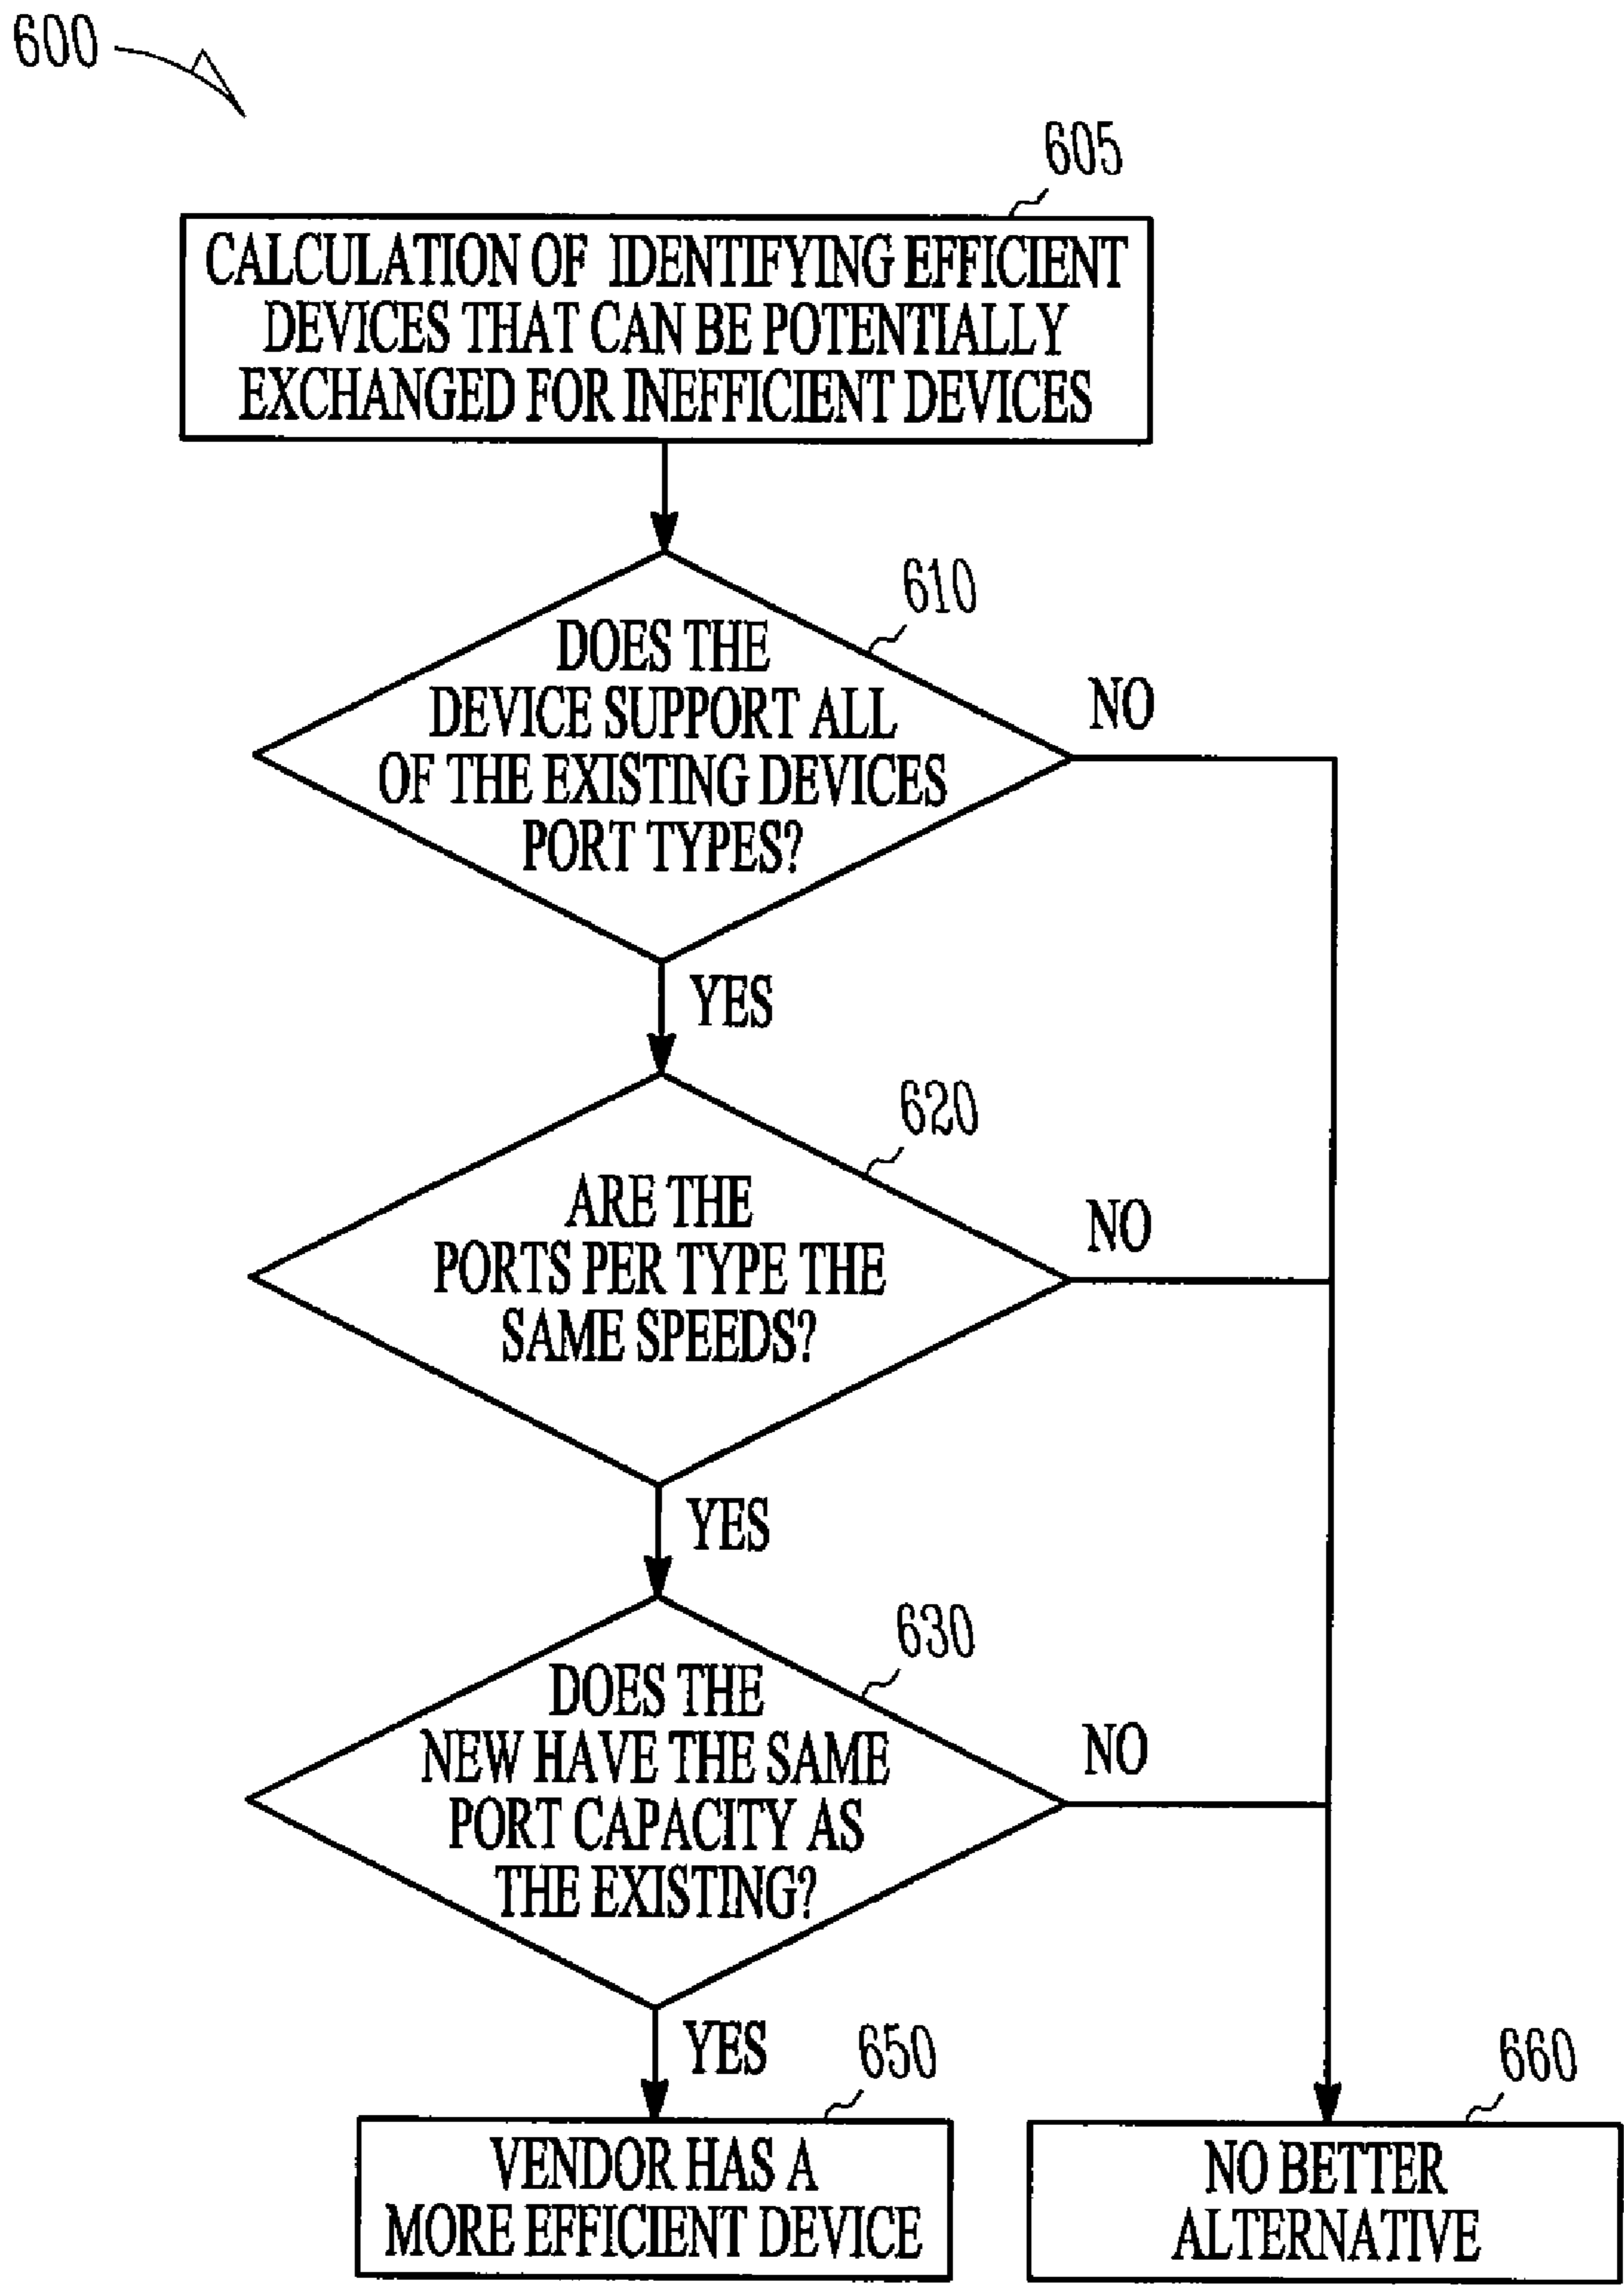 600
605
CALCULATION OF IDENTIFYING EFFICIENT
DEVICES THAT CAN BE POTENTIALLY
EXCHANGED FOR INEFFICIENT DEVICES
610
DOES THE
DEVICE SUPPORT ALL
OF THE EXISTING DEVICES
PORT TYPES?
NO
YES
620
ARE THE
PORTS PER TYPE THE
SAME SPEEDS?
NO
YES
630
DOES THE
NEW HAVE THE SAME
PORT CAPACITY AS
THE EXISTING?
NO
YES
650
VENDOR HAS A
MORE EFFICIENT DEVICE
660
NO BETTER
ALTERNATIVE